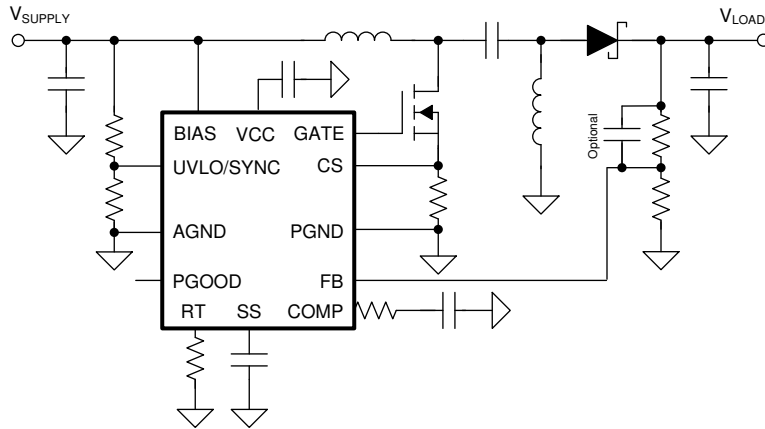 VSUPPLY
VLOAD
BIAS VCC GATE
UVLO/SYNC CS
Optional
AGND PGND
PGOOD FB
RT SS COMP